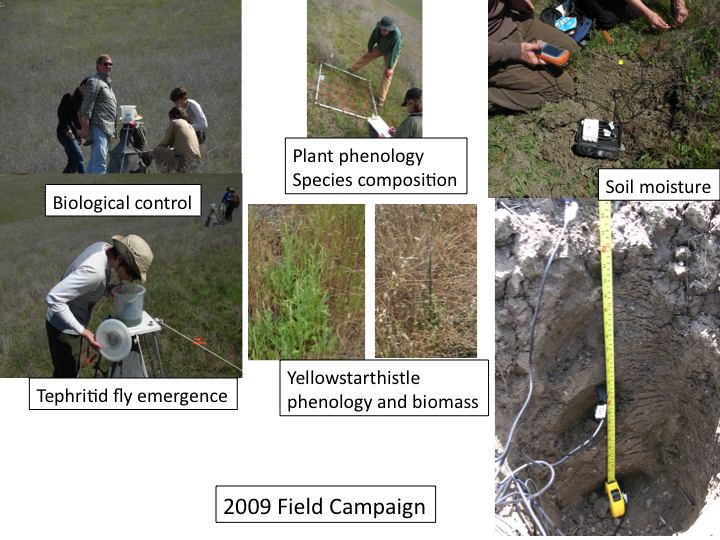 Biological control
Plant phenology
Species composition
Soil moisture
Tephritid fly emergence
Yellowstarthistle
phenology and biomass
2009 Field Campaign